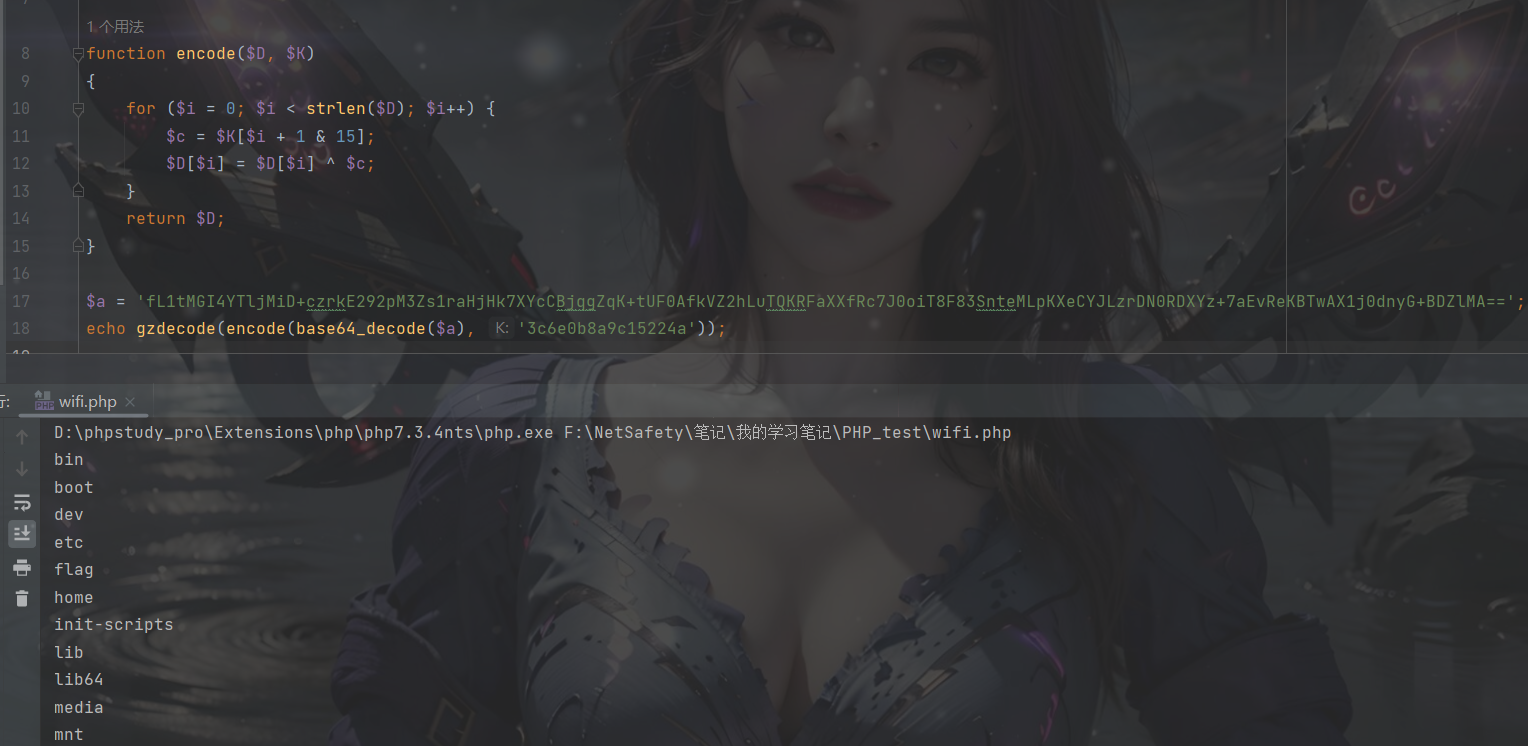 1 个用法
8 function encode($D, $K)
9 {
10 for ($i = 0; $i < strlen($D); $i++) {
11 $c = $K[$i + 1 & 15];
12 $D[$i] = $D[$i] ^ $c;
13 }
14 return $D;
15 }
16
17 $a = 'fL1tMGI4YTljMiD+czrkE292pM3Zs1raHjHk7XYcCBjggZqK+tUF0AfkVZ2hLuTQKRFaXXfRc7J0oiT8F83SnteMLpKXeCYJLzrDN0RDXYz+7aEvReKBTwAX1j0dnyG+BDZlMA==';
18 echo gzdecode(encode(base64_decode($a), K: '3c6e0b8a9c15224a'));
行: wifi.php
D:\phpstudy_pro\Extensions\php\php7.3.4nts\php.exe F:\NetSafety\笔记\我的学习笔记\PHP_test\wifi.php
bin
boot
dev
etc
flag
home
init-scripts
lib
lib64
media
mnt